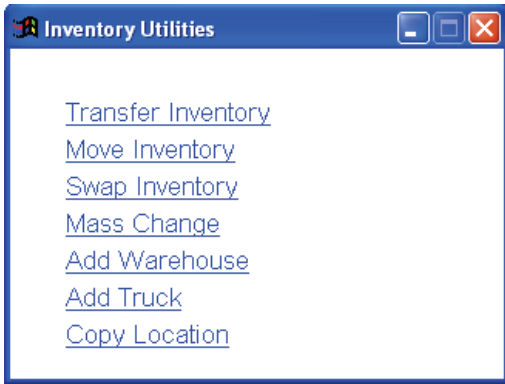 Inventory Utilities
Transfer Inventory
Move Inventory
Swap Inventory
Mass Change
Add Warehouse
Add Truck
Copy Location